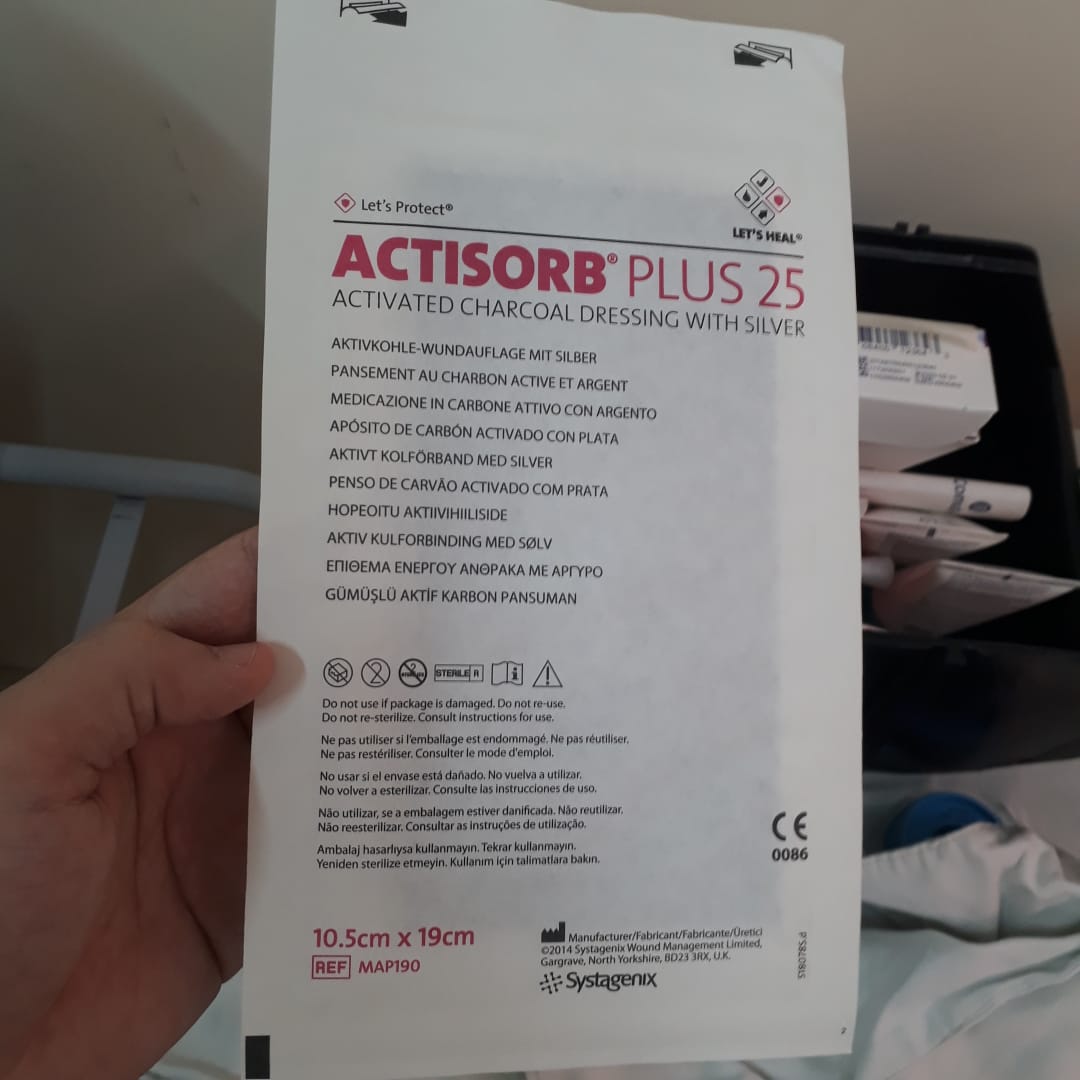 Let's Protect®
LET'S HEAL®
ACTISORB® PLUS 25
ACTIVATED CHARCOAL DRESSING WITH SILVER
AKTIVKOHLE-WUNDAUFLAGE MIT SILBER
PANSEMENT AU CHARBON ACTIVE ET ARGENT
MEDICAZIONE IN CARBONE ATTIVO CON ARGENTO
APÓSITO DE CARBÓN ACTIVADO CON PLATA
AKTIVT KOLFÖRBAND MED SILVER
PENSO DE CARVÃO ACTIVADO COM PRATA
HOPEOITU AKTIIVIHIILISIDE
AKTIV KULFORBINDING MED SØLV
ΕΠΙΘΕΜΑ ΕΝΕΡΓΟΥ ΑΝΘΡΑΚΑ ΜΕ ΑΡΓΥΡΟ
GÜMÜŞLÜ AKTİF KARBON PANSUMAN
2 STERILE R
Do not use if package is damaged. Do not re-use.
Do not re-sterilize. Consult instructions for use.
Ne pas utiliser si l'emballage est endommagé. Ne pas réutiliser.
Ne pas restériliser. Consulter le mode d'emploi.
No usar si el envase está dañado. No vuelva a utilizar.
No volver a esterilizar. Consulte las instrucciones de uso.
Não utilizar, se a embalagem estiver danificada. Não reutilizar.
Não reesterilizar. Consultar as instruções de utilização.
Ambalaj hasarlıysa kullanmayın. Tekrar kullanmayın.
Yeniden sterilize etmeyin. Kullanım için talimatlara bakın.
CE
0086
10.5cm x 19cm
REF MAP190
Manufacturer/Fabricant/Fabricante/Üretici
©2014 Systagenix Wound Management Limited,
Gargrave, North Yorkshire, BD23 3RX, U.K.
Systagenix
2